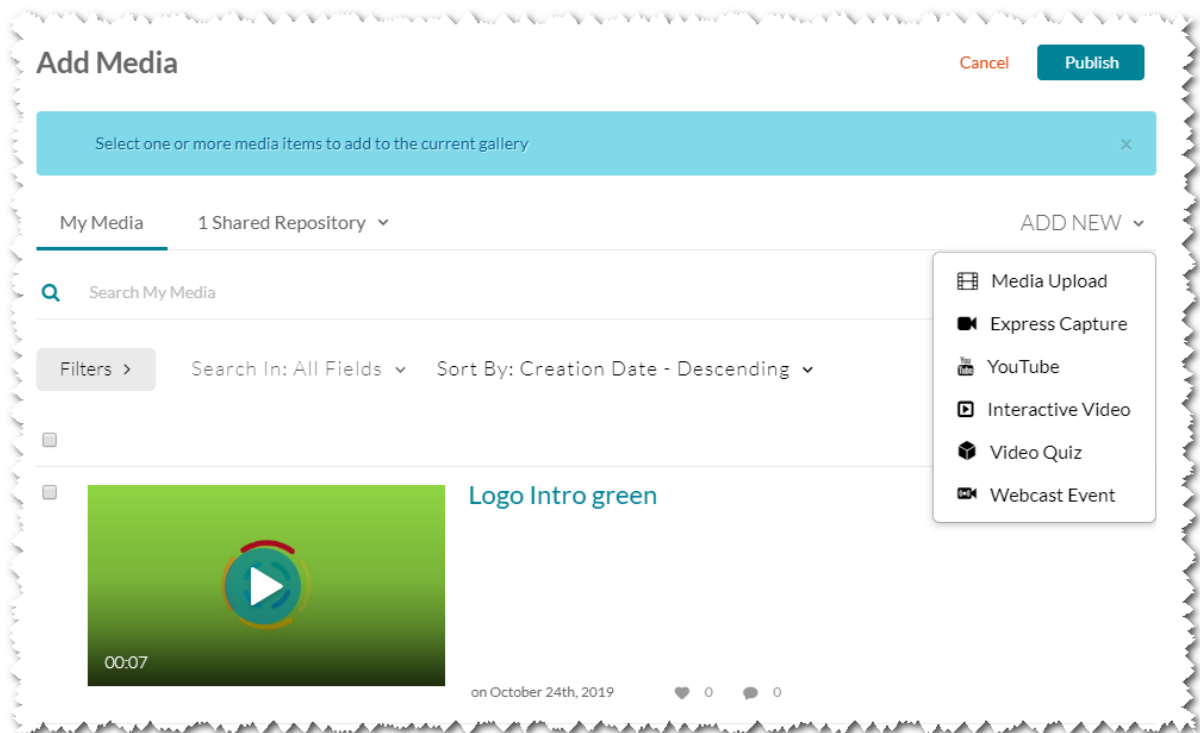 Add Media
Cancel
Publish
Select one or more media items to add to the current gallery
×
My Media
1 Shared Repository
ADD NEW
Search My Media
Media Upload
Express Capture
You Tube YouTube
Interactive Video
Video Quiz
Webcast Event
Filters >
Search In: All Fields
Sort By: Creation Date - Descending
Logo Intro green
00:07
on October 24th, 2019
0
0